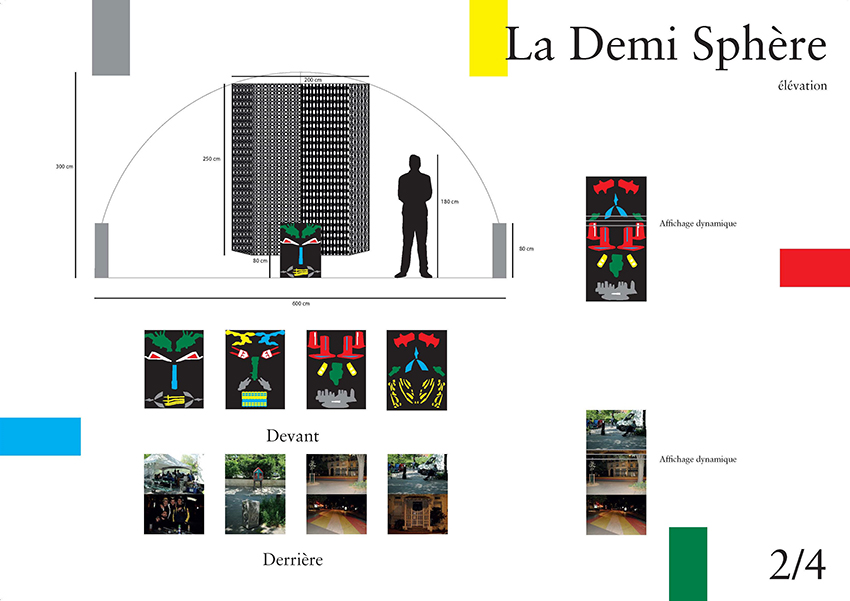 La Demi Sphère
élévation
200 cm
300 cm
250 cm
180 cm
80 cm
80 cm
600 cm
Affichage dynamique
Devant
Affichage dynamique
Derrière
2/4